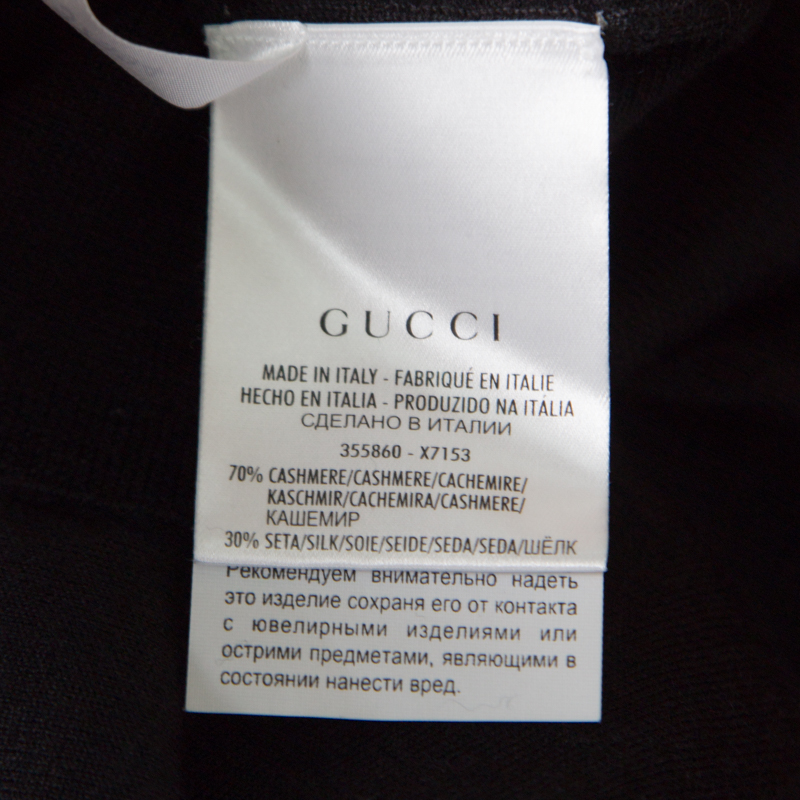 GUCCI
MADE IN ITALY - FABRIQUÉ EN ITALIE
HECHO EN ITALIA - PRODUZIDO NA ITÁLIA
СДЕЛАНО В ИТАЛИИ
355860 - X7153
70% CASHMERE/CASHMERE/CACHEMIRE/
KASCHMIR/CACHEMIRA/CASHMERE/
КАШЕМИР
30% SETA/SILK/SOIE/SEIDE/SEDA/SEDA/ШЁЛК
Рекомендуем внимательно надеть
это изделие сохраня его от контакта
с ювелирными изделиями или
острими предметами, являющими в
состоянии нанести вред.